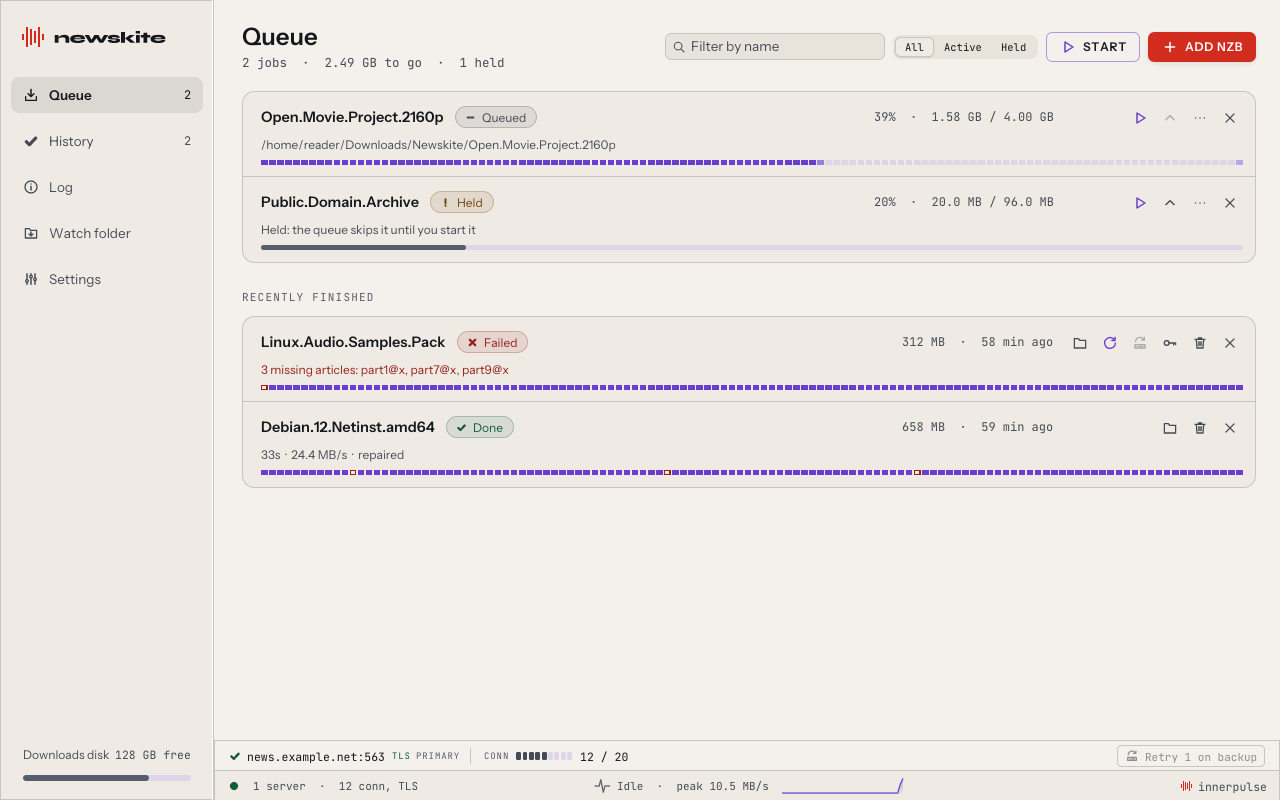 newskite
Queue 2
History 2
Log
Watch folder
Settings
Downloads disk 128 GB free
Queue
2 jobs · 2.49 GB to go · 1 held
Filter by name
All Active Held
START
ADD NZB
Open.Movie.Project.2160p Queued 39% · 1.58 GB / 4.00 GB
/home/reader/Downloads/Newskite/Open.Movie.Project.2160p
Public.Domain.Archive Held 20% · 20.0 MB / 96.0 MB
Held: the queue skips it until you start it
RECENTLY FINISHED
Linux.Audio.Samples.Pack Failed 312 MB · 58 min ago
3 missing articles: part1@x, part7@x, part9@x
Debian.12.Netinst.amd64 Done 658 MB · 59 min ago
33s · 24.4 MB/s · repaired
news.example.net:563 TLS PRIMARY CONN 12 / 20 Retry 1 on backup
1 server · 12 conn, TLS Idle · peak 10.5 MB/s innerpulse